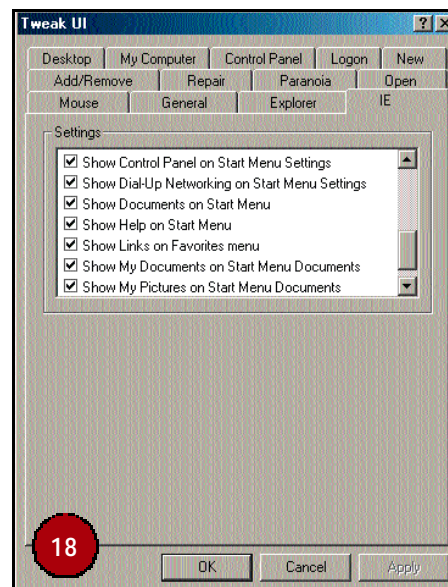 Tweak UI
Desktop My Computer Control Panel Logon New
Add/Remove Repair Paranoia Open
Mouse General Explorer IE
Settings
Show Control Panel on Start Menu Settings
Show Dial-Up Networking on Start Menu Settings
Show Documents on Start Menu
Show Help on Start Menu
Show Links on Favorites menu
Show My Documents on Start Menu Documents
Show My Pictures on Start Menu Documents
18
OK Cancel Apply